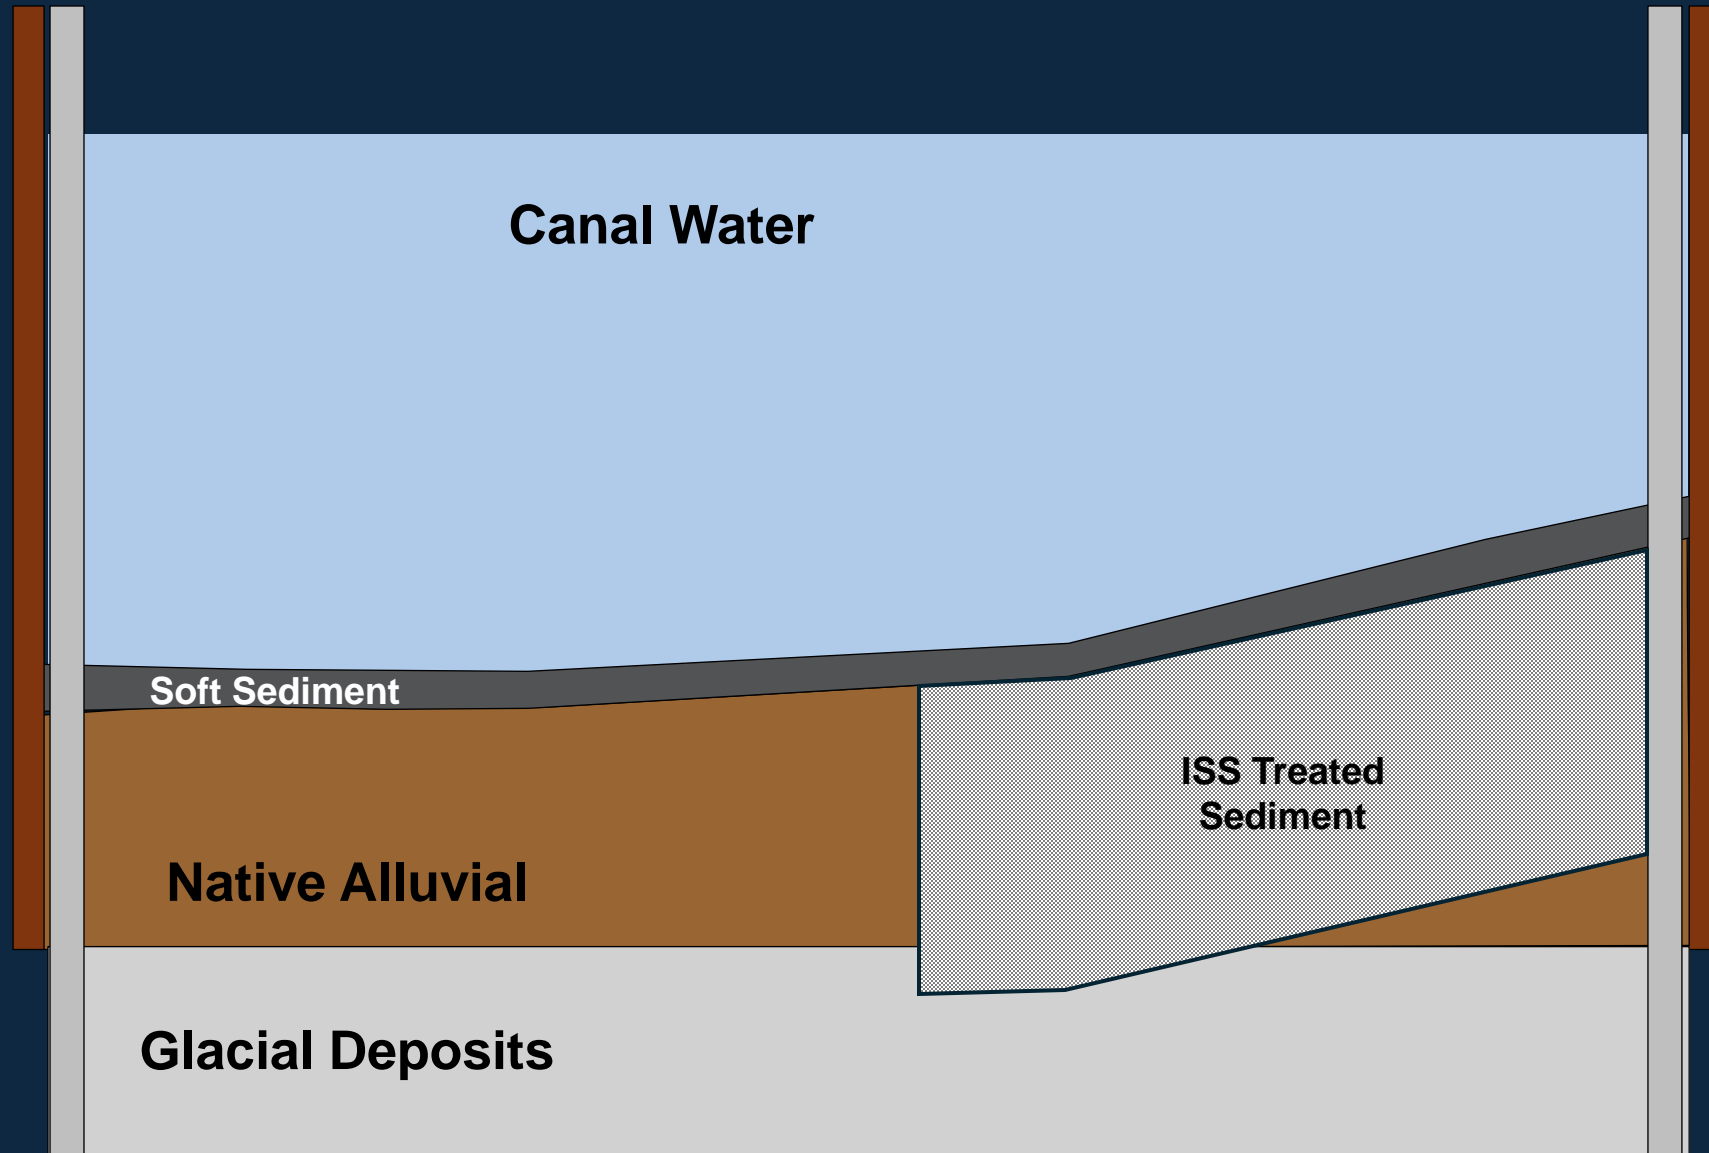 Canal Water
Soft Sediment
ISS Treated
Sediment
Native Alluvial
Glacial Deposits